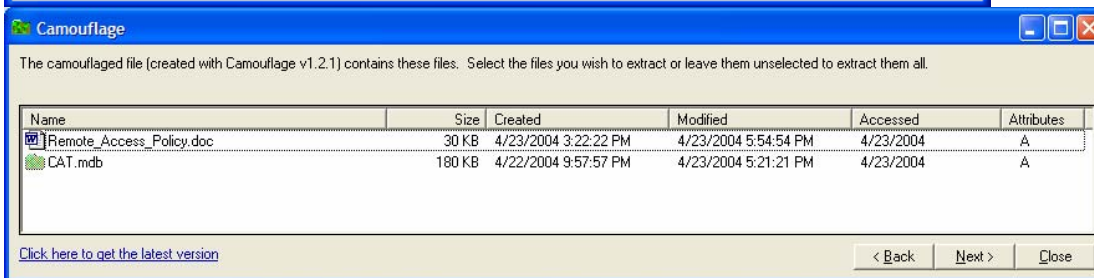 Camouflage
The camouflaged file (created with Camouflage v1.2.1) contains these files.  Select the files you wish to extract or leave them unselected to extract them all.
Name Size Created Modified Accessed Attributes
Remote_Access_Policy.doc 30 KB 4/23/2004 3:22:22 PM 4/23/2004 5:54:54 PM 4/23/2004 A
CAT.mdb 180 KB 4/22/2004 9:57:57 PM 4/23/2004 5:21:21 PM 4/23/2004 A
Click here to get the latest version < Back Next > Close